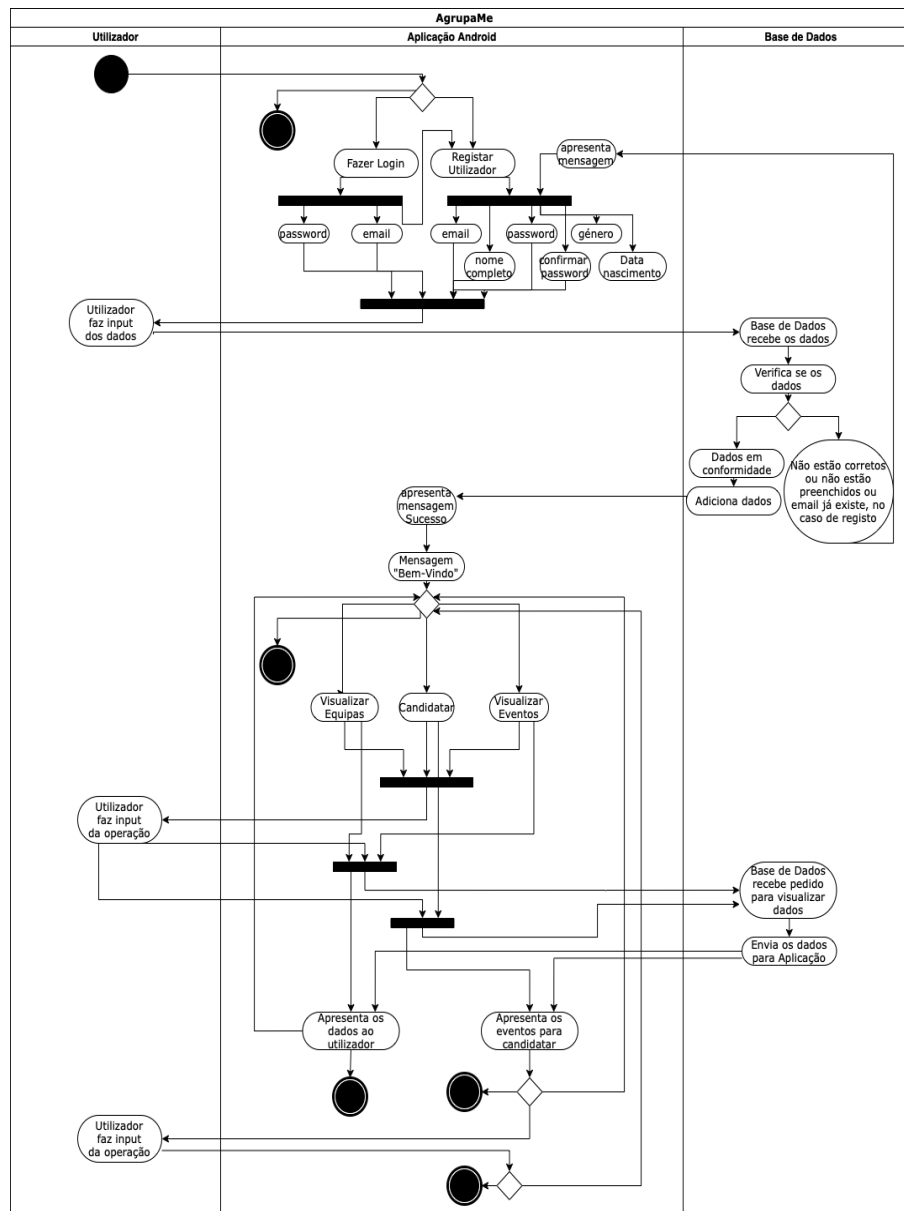 AgrupaMe
Utilizador
Aplicação Android
Base de Dados
Fazer Login
Registar
Utilizador
apresenta
mensagem
password
email
email
nome
completo
password
confirmar
password
género
Data
nascimento
Utilizador
faz input
dos dados
Base de Dados
recebe os dados
Verifica se os
dados
Dados em
conformidade
Adiciona dados
Não estão corretos
ou não estão
preenchidos ou
email já existe, no
caso de registo
apresenta
mensagem
Sucesso
Mensagem
"Bem-Vindo"
Visualizar
Equipas
Candidatar
Visualizar
Eventos
Utilizador
faz input
da operação
Base de Dados
recebe pedido
para visualizar
dados
Envia os dados
para Aplicação
Apresenta os
dados ao
utilizador
Apresenta os
eventos para
candidatar
Utilizador
faz input
da operação